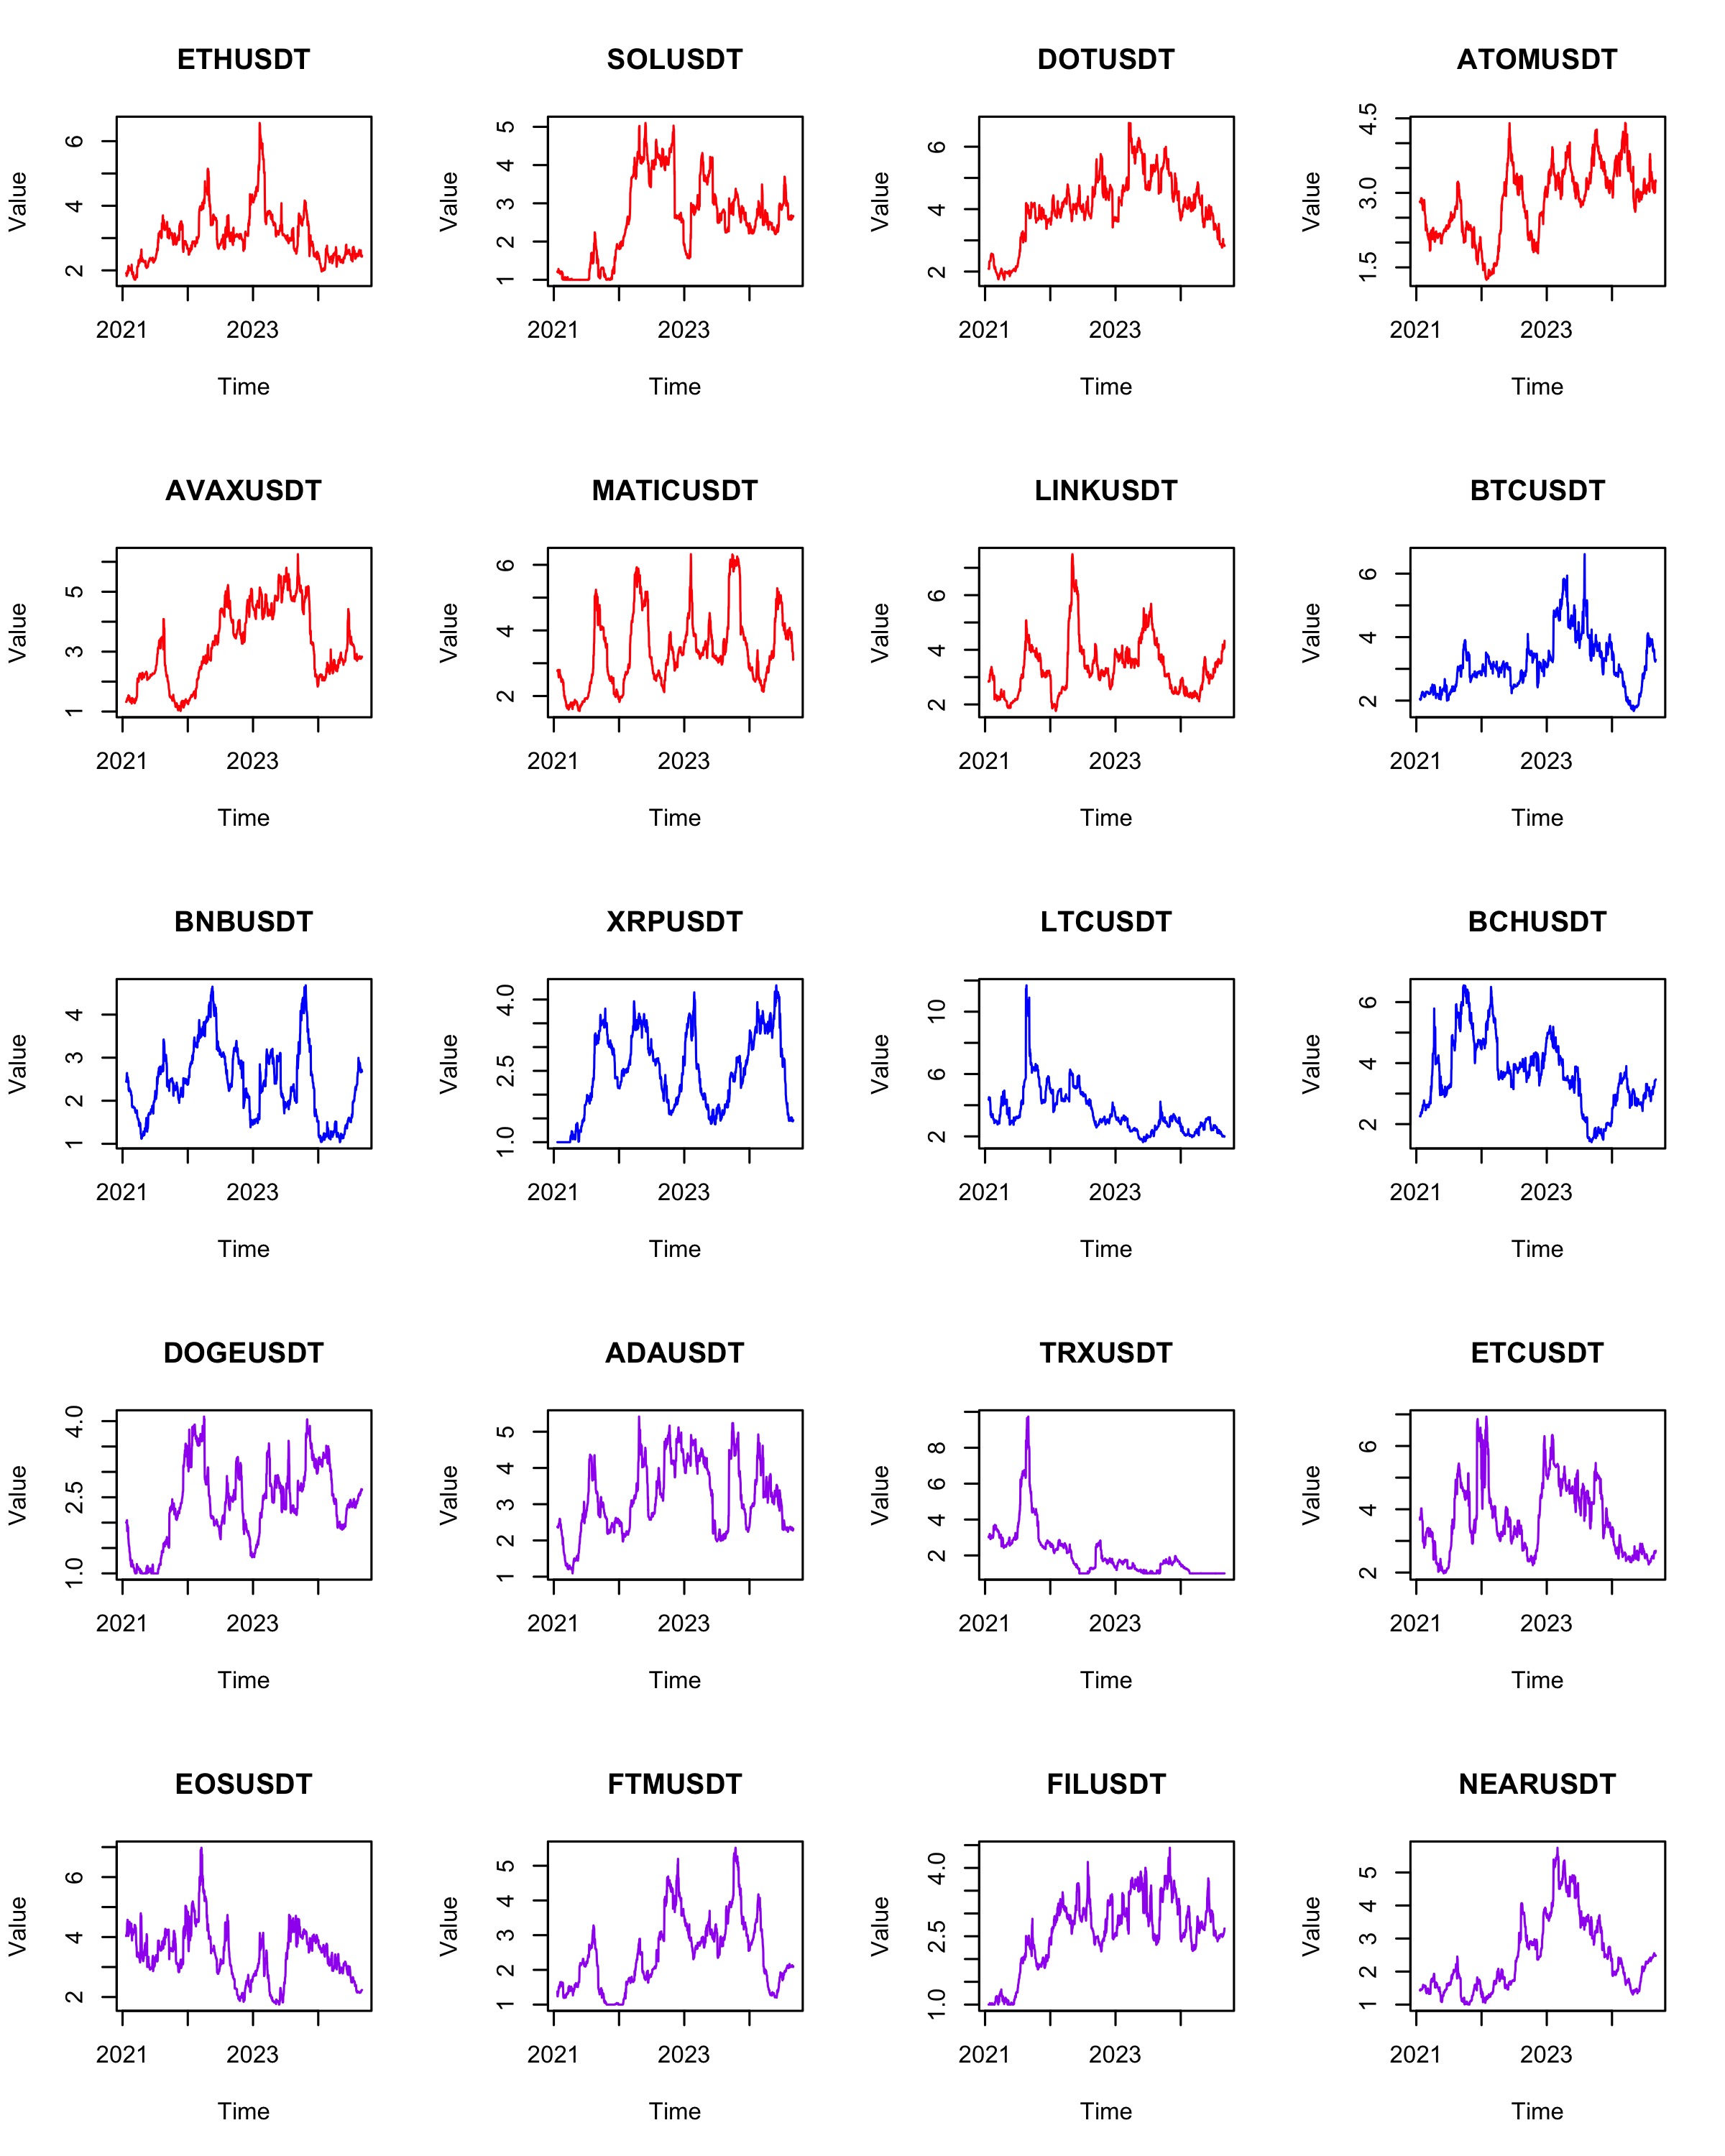 ETHUSDT
Value
2 4 6
2021 2023
Time
SOLUSDT
Value
1 2 3 4 5
2021 2023
Time
DOTUSDT
Value
2 4 6
2021 2023
Time
ATOMUSDT
Value
1.5 3.0 4.5
2021 2023
Time
AVAXUSDT
Value
1 3 5
2021 2023
Time
MATICUSDT
Value
2 4 6
2021 2023
Time
LINKUSDT
Value
2 4 6
2021 2023
Time
BTCUSDT
Value
2 4 6
2021 2023
Time
BNBUSDT
Value
1 2 3 4
2021 2023
Time
XRPUSDT
Value
1.0 2.5 4.0
2021 2023
Time
LTCUSDT
Value
2 6 10
2021 2023
Time
BCHUSDT
Value
2 4 6
2021 2023
Time
DOGEUSDT
Value
1.0 2.5 4.0
2021 2023
Time
ADAUSDT
Value
1 2 3 4 5
2021 2023
Time
TRXUSDT
Value
2 4 6 8
2021 2023
Time
ETCUSDT
Value
2 4 6
2021 2023
Time
EOSUSDT
Value
2 4 6
2021 2023
Time
FTMUSDT
Value
1 2 3 4 5
2021 2023
Time
FILUSDT
Value
1.0 2.5 4.0
2021 2023
Time
NEARUSDT
Value
1 2 3 4 5
2021 2023
Time